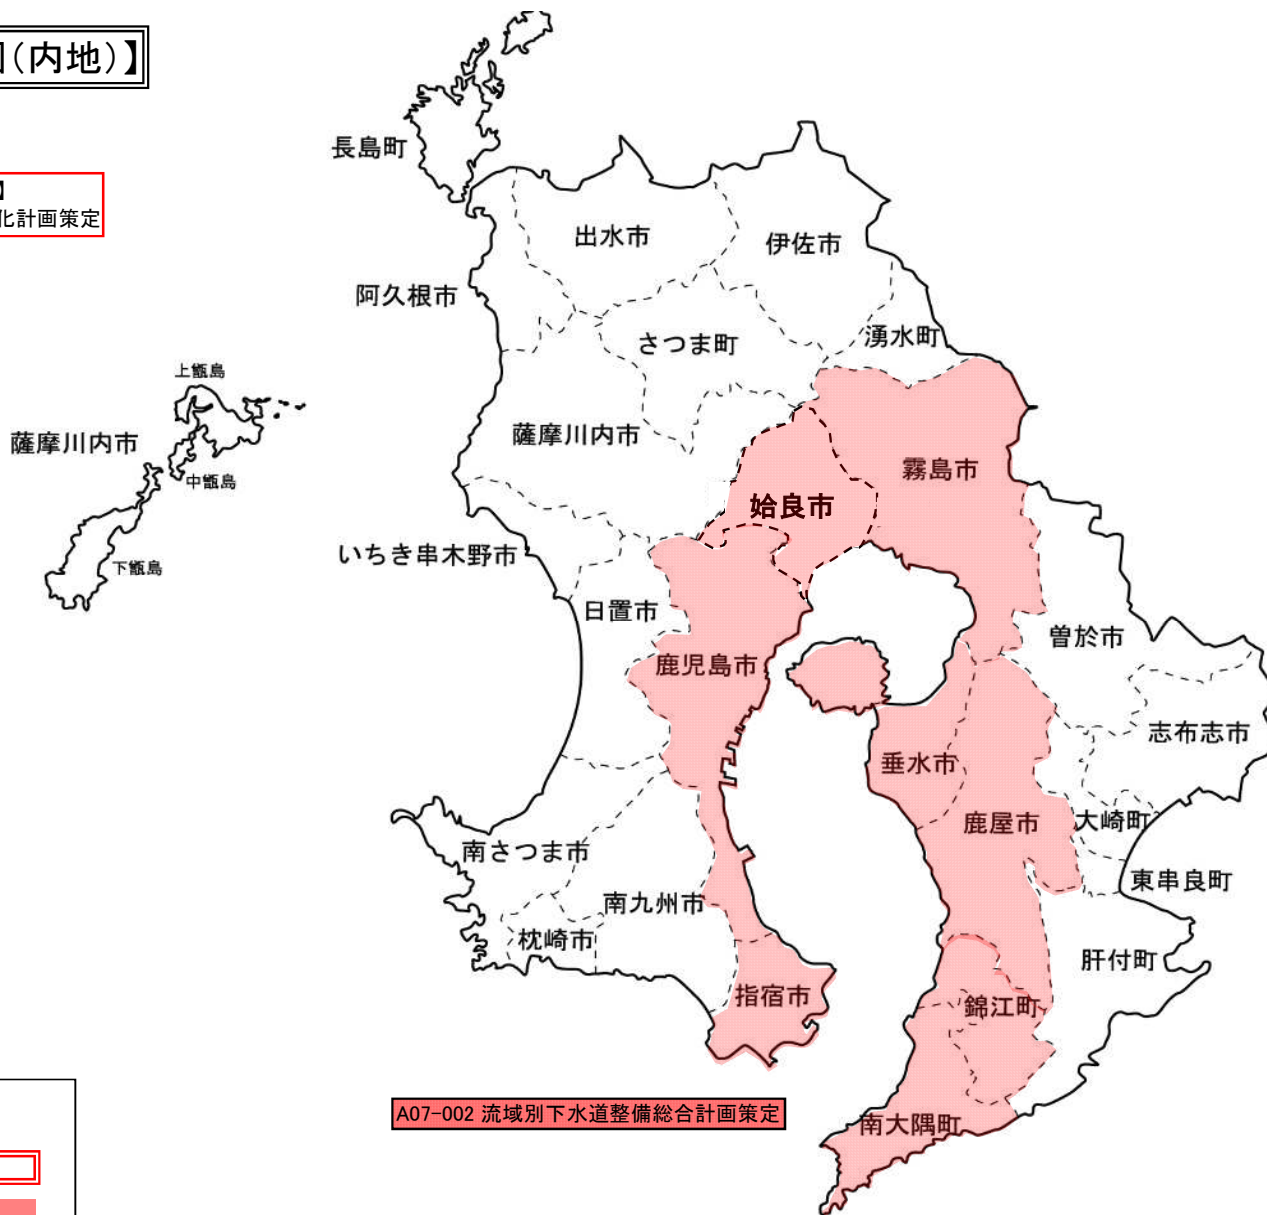 (内地)】
長島町
】
化計画策定
出水市
伊佐市
阿久根市
さつま町
湧水町
上甑島
薩摩川内市
薩摩川内市
中甑島
霧島市
姶良市
いちき串木野市
下甑島
日置市
曽於市
鹿児島市
志布志市
垂水市
鹿屋市
大崎町
南さつま市
東串良町
南九州市
枕崎市
肝付町
指宿市
錦江町
A07-002 流域別下水道整備総合計画策定
南大隅町